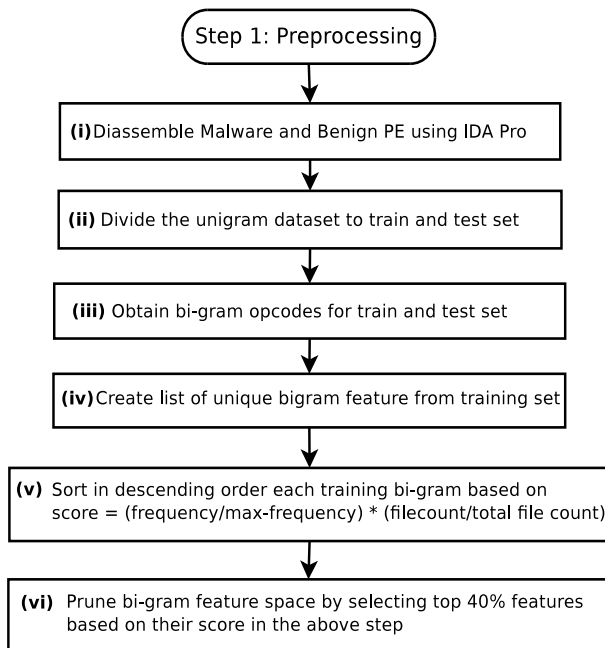 Step 1: Preprocessing
(i)Diassemble Malware and Benign PE using IDA Pro
(ii) Divide the unigram dataset to train and test set
(iii) Obtain bi-gram opcodes for train and test set
(iv)Create list of unique bigram feature from training set
(v) Sort in descending order each training bi-gram based on
score = (frequency/max-frequency) * (filecount/total file count)
(vi) Prune bi-gram feature space by selecting top 40% features
based on their score in the above step